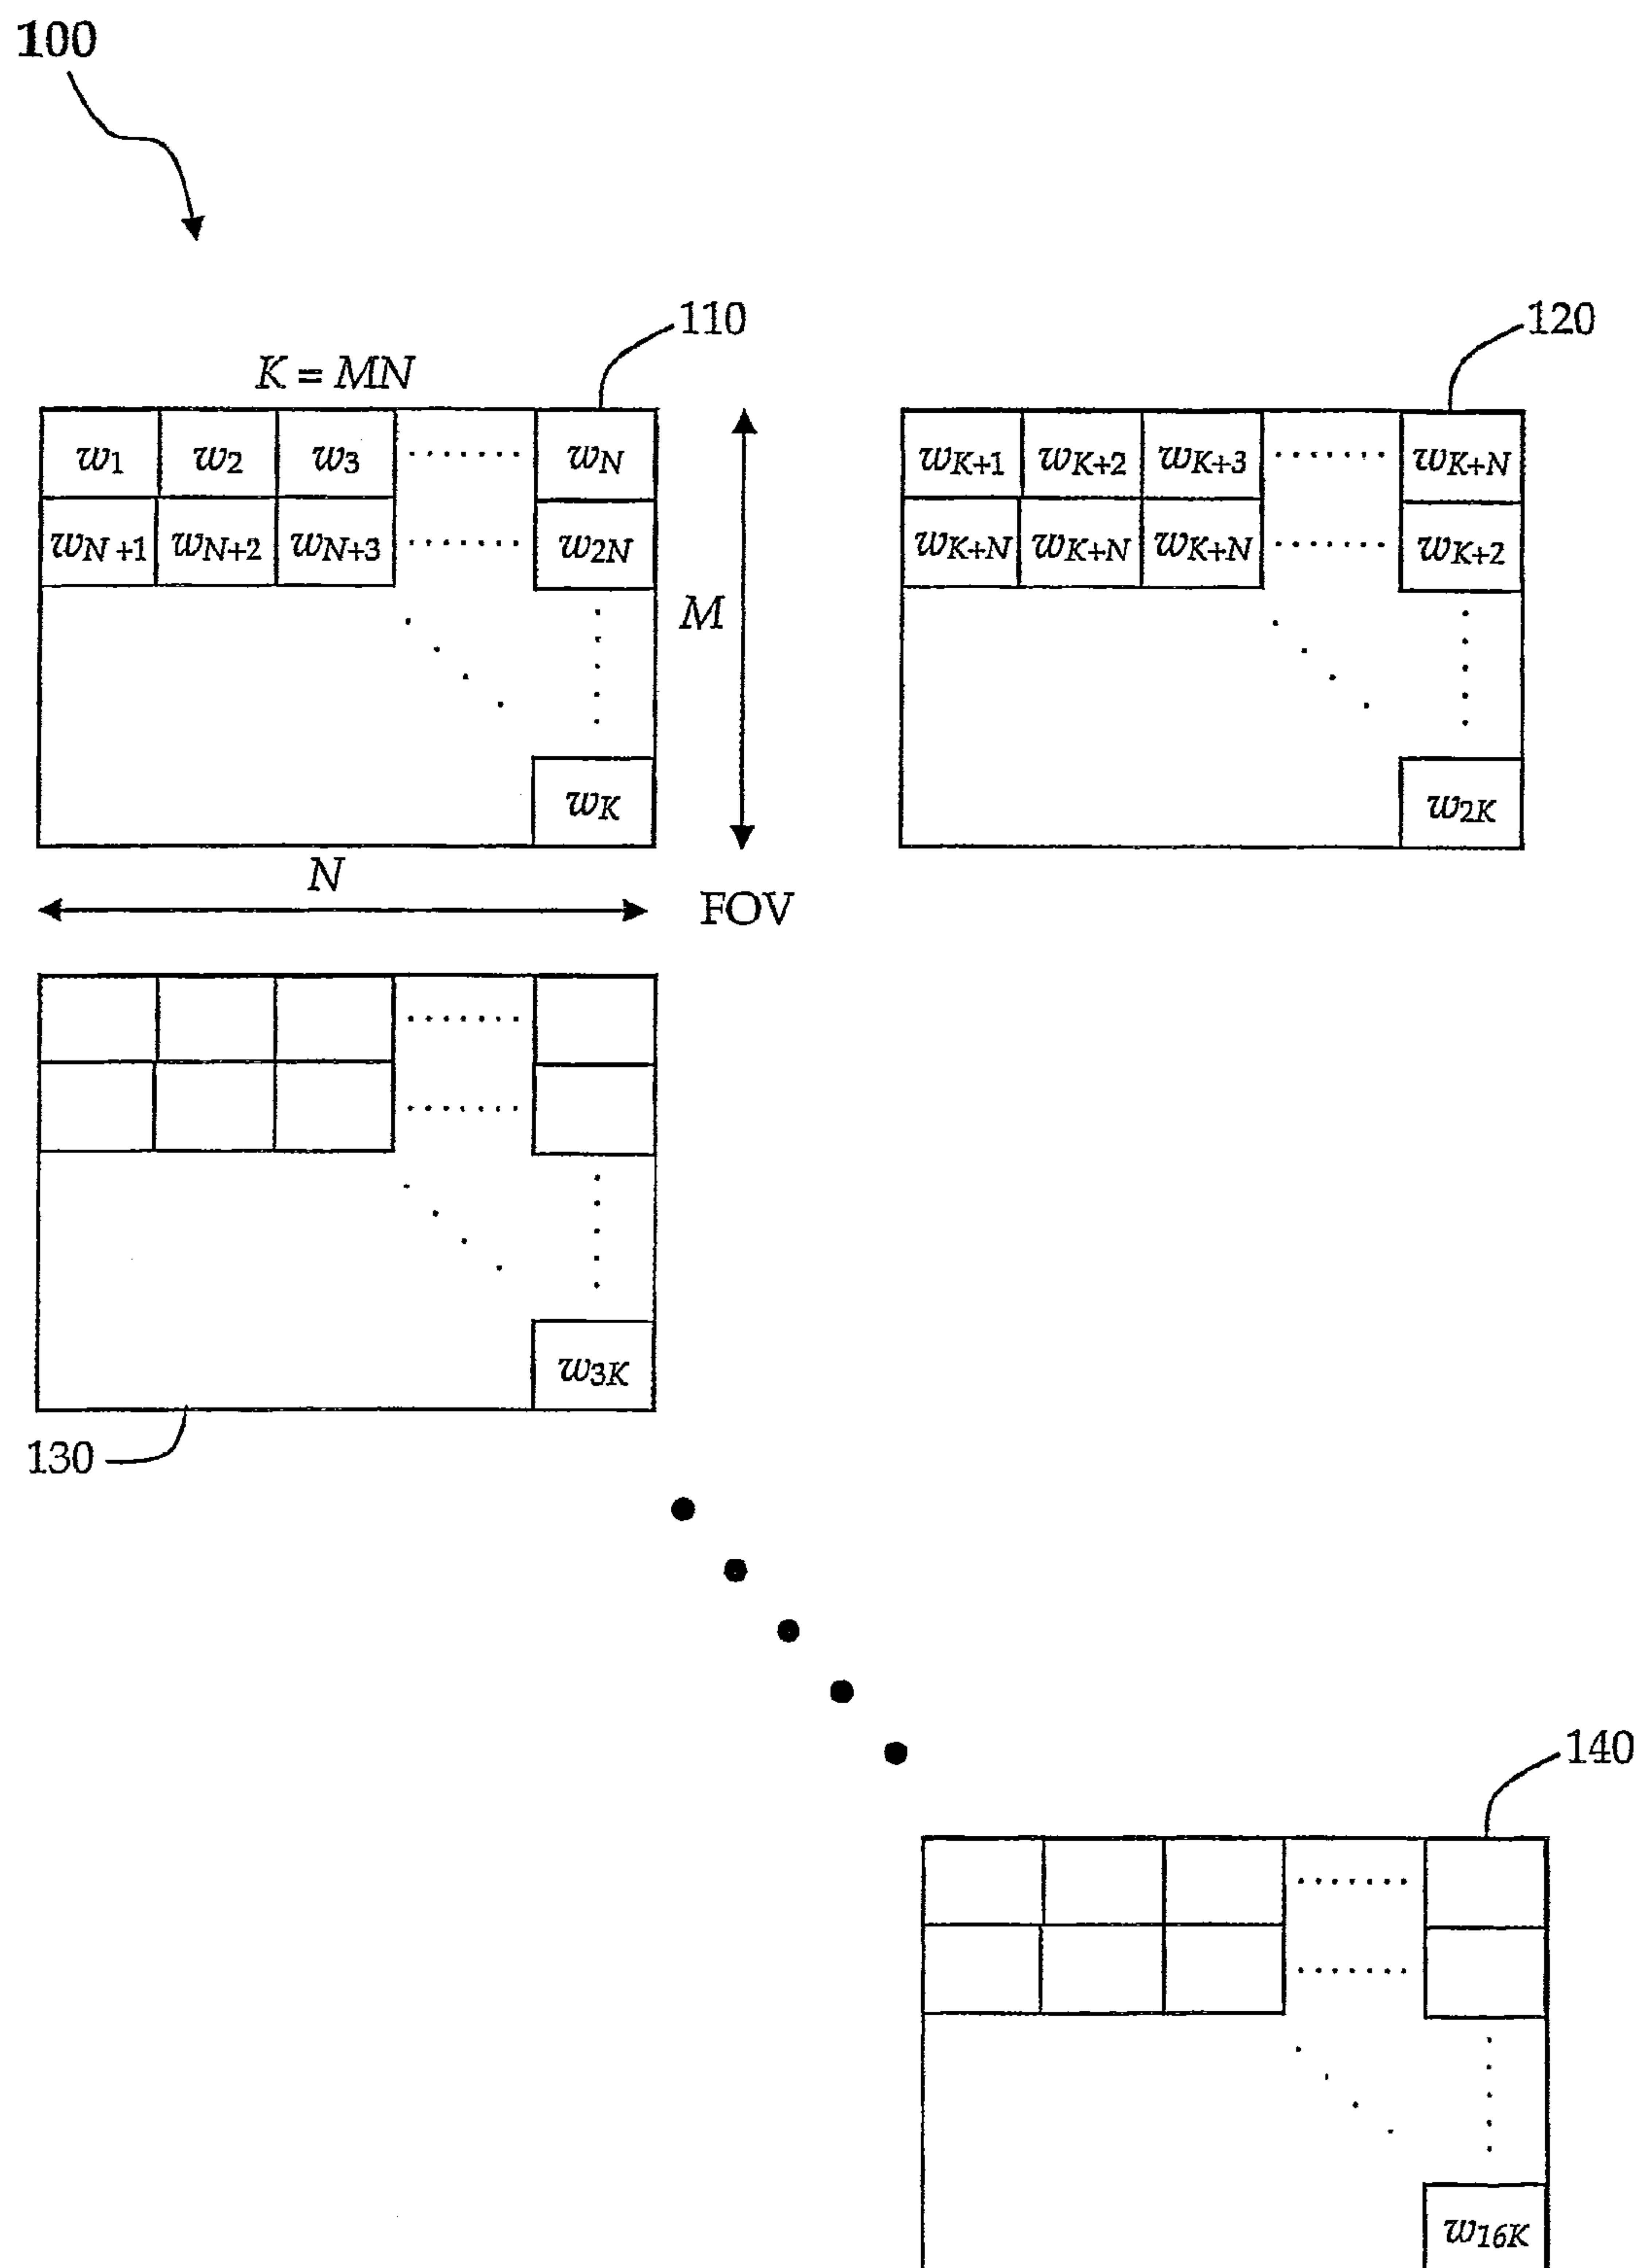 100
110
120
K = MN
w1 w2 w3 ....... wN
wN+1 wN+2 wN+3 ....... w2N
wK
M
N
FOV
wK+1 wK+2 wK+3 ....... wK+N
wK+N wK+N wK+N ....... wK+2
w2K
w3K
130
140
w16K